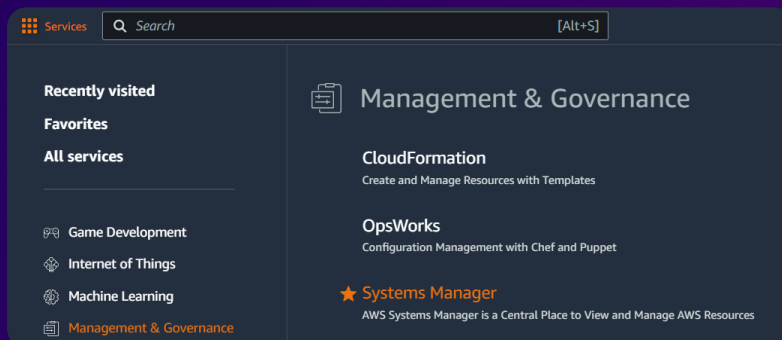 Services
Search
[Alt+S]
Recently visited
Favorites
All services
Game Development
Internet of Things
Machine Learning
Management & Governance
Management & Governance
CloudFormation
Create and Manage Resources with Templates
OpsWorks
Configuration Management with Chef and Puppet
Systems Manager
AWS Systems Manager is a Central Place to View and Manage AWS Resources